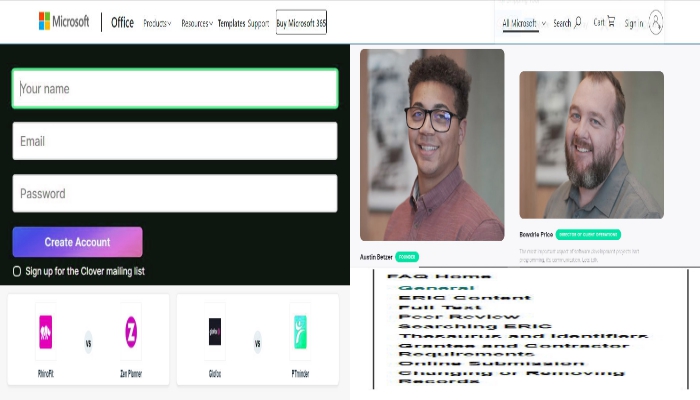 Microsoft
Office
Products
Resources
Templates
Support
Buy Microsoft 365
All Microsoft
Search
Cart
Sign in
Your name
Email
Password
Create Account
Sign up for the Clover mailing list
Austin Betzer FOUNDER
Bowdrie Price DIRECTOR OF CLIENT OPERATIONS
RhinoFit
VS
Zen Planner
Glofox
VS
PTminder
FAQ Home
General
ERIC Content
Full Text
Peer Review
Searching ERIC
Thesaurus and Identifiers
Grantee and Contractor
Requirements
Online Submission
Changing or Removing
Records